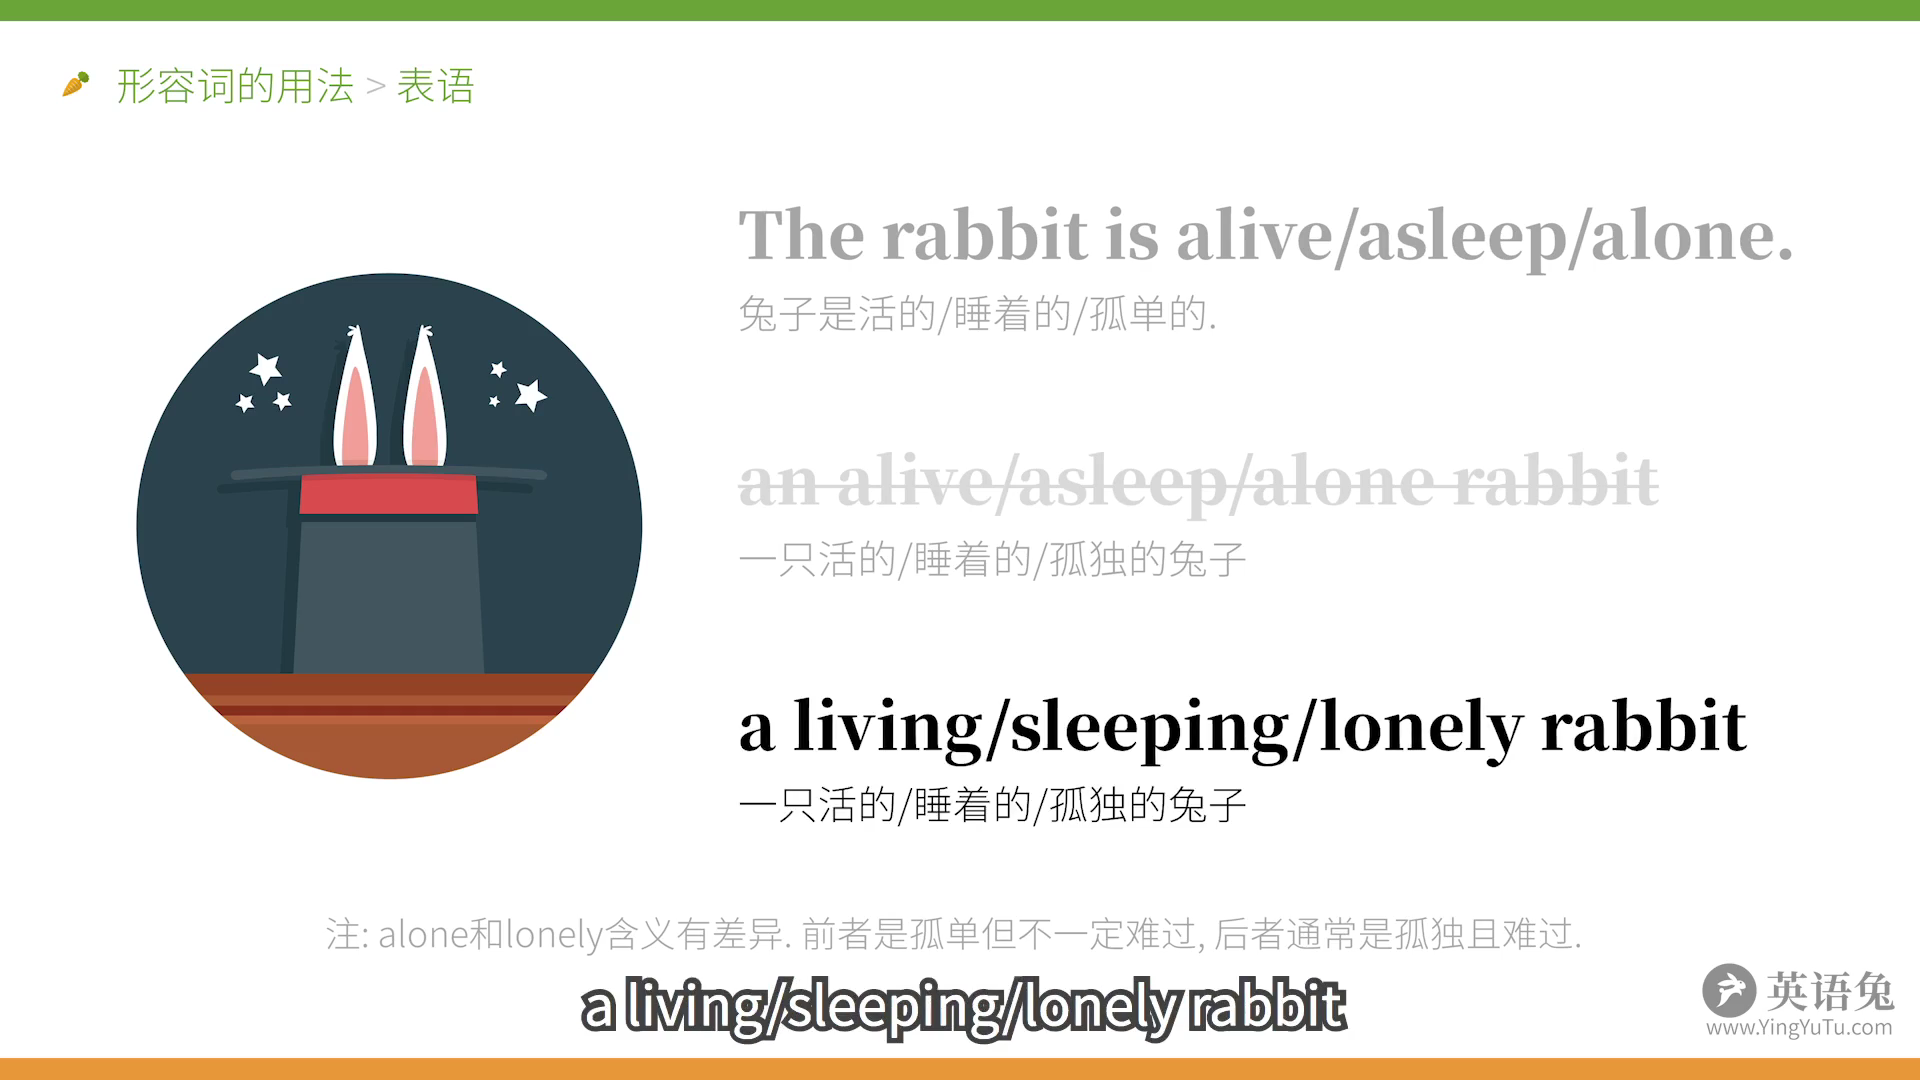 形容词的用法 > 表语
The rabbit is alive/asleep/alone.
兔子是活的/睡着的/孤单的.
an alive/asleep/alone rabbit
一只活的/睡着的/孤独的兔子
a living/sleeping/lonely rabbit
一只活的/睡着的/孤独的兔子
注: alone和lonely含义有差异. 前者是孤单但不一定难过, 后者通常是孤独且难过.
a living/sleeping/lonely rabbit
英语兔
www.YingYuTu.com